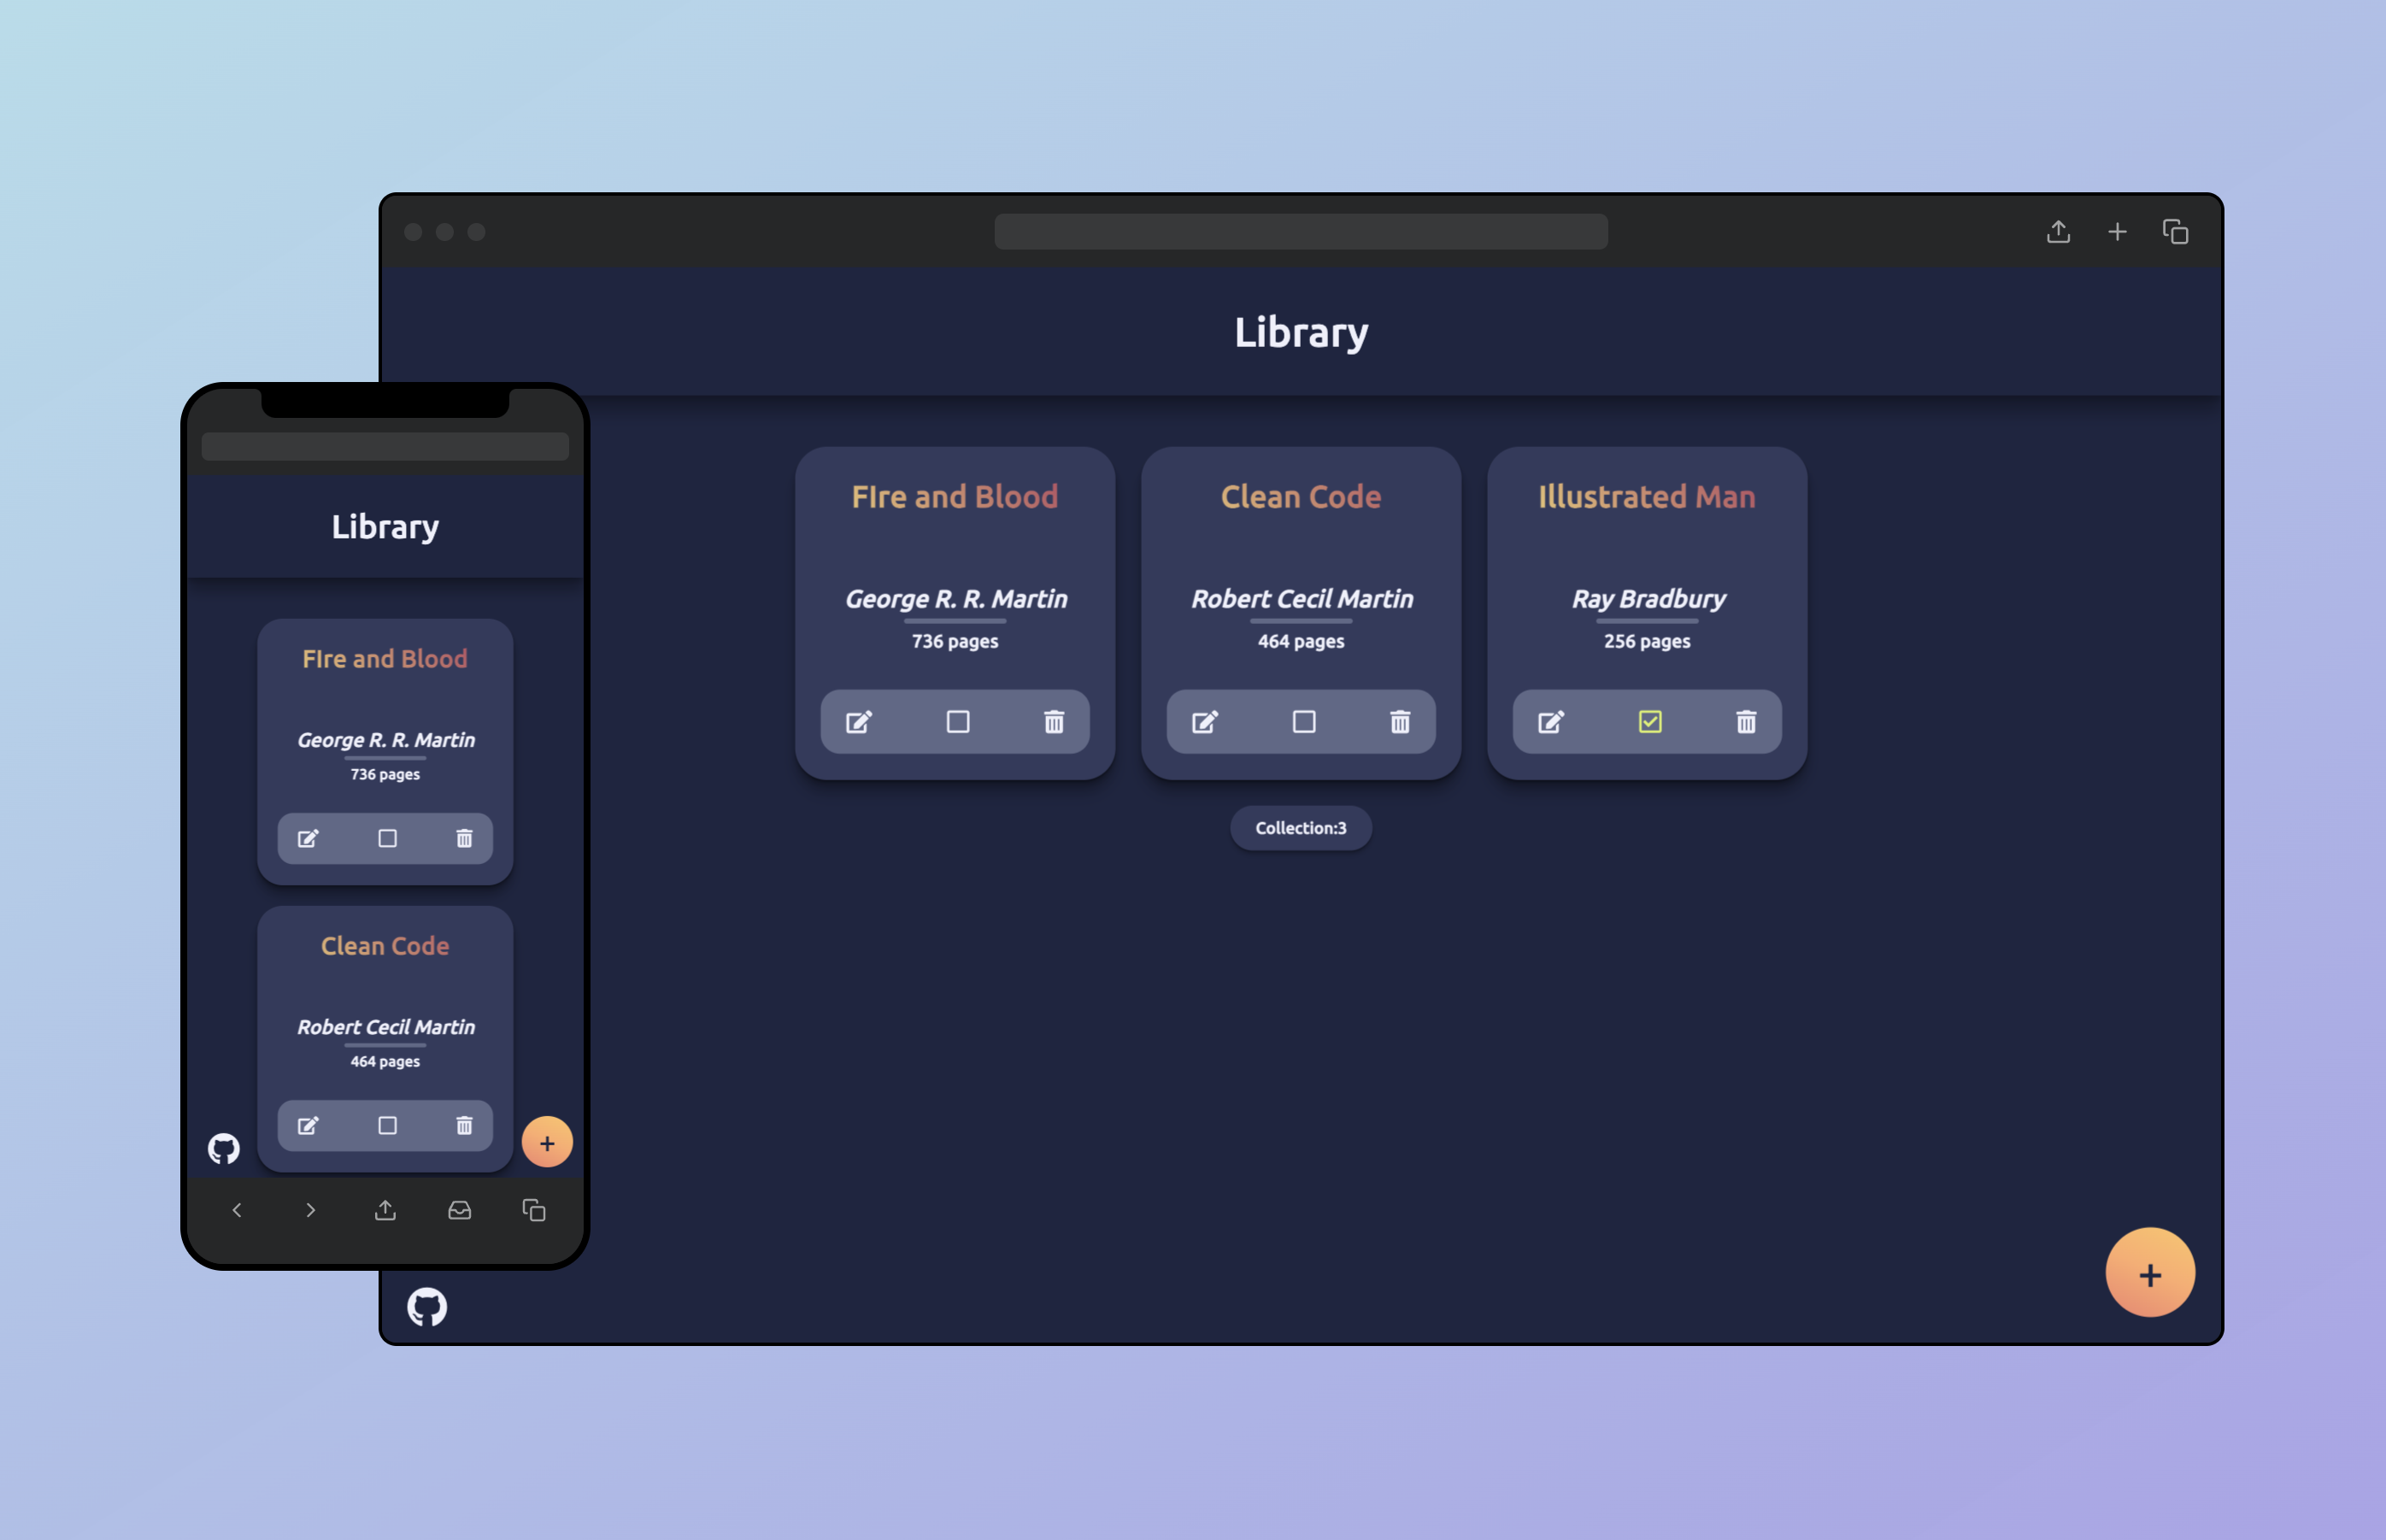 Library
FIre and Blood
George R. R. Martin
736 pages
Clean Code
Robert Cecil Martin
464 pages
Illustrated Man
Ray Bradbury
256 pages
Collection:3
+
Library
FIre and Blood
George R. R. Martin
736 pages
Clean Code
Robert Cecil Martin
464 pages
+